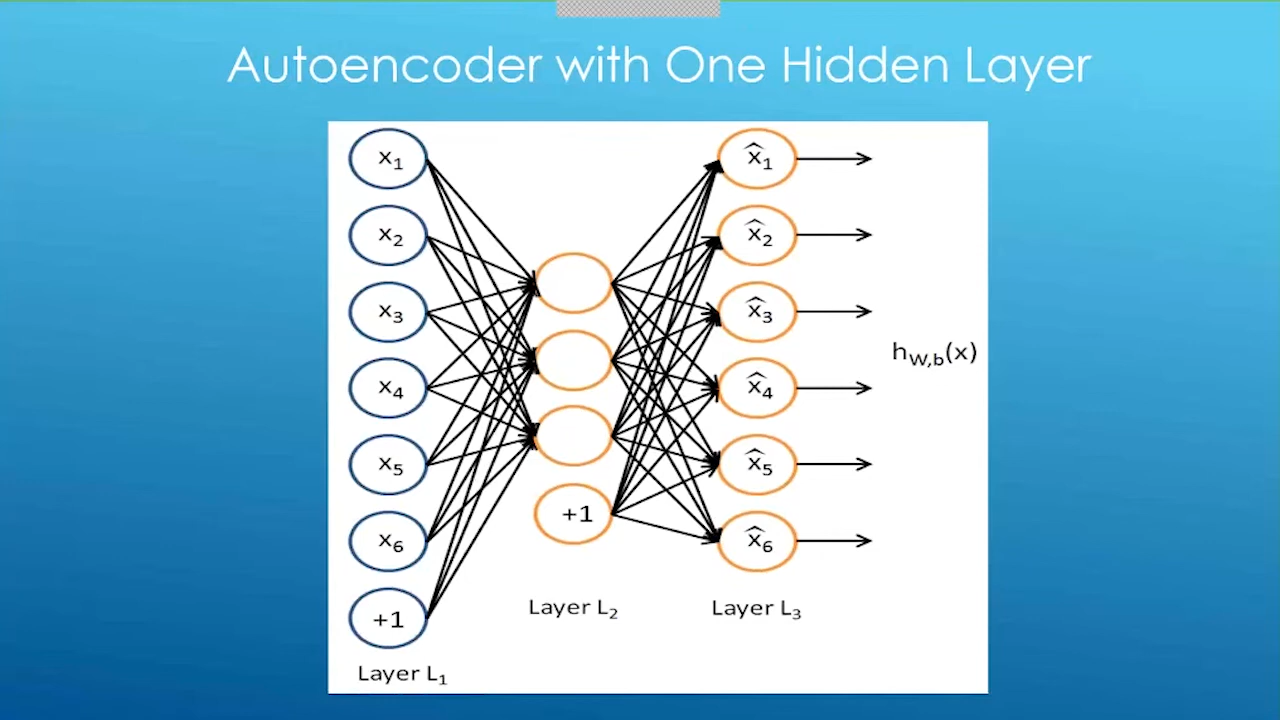 Autoencoder with One Hidden Layer
x₁
x₂
x₃
x₄
x₅
x₆
+1
Layer L₁
+1
Layer L₂
x̂₁
x̂₂
x̂₃
x̂₄
x̂₅
x̂₆
Layer L₃
h_W,b(x)